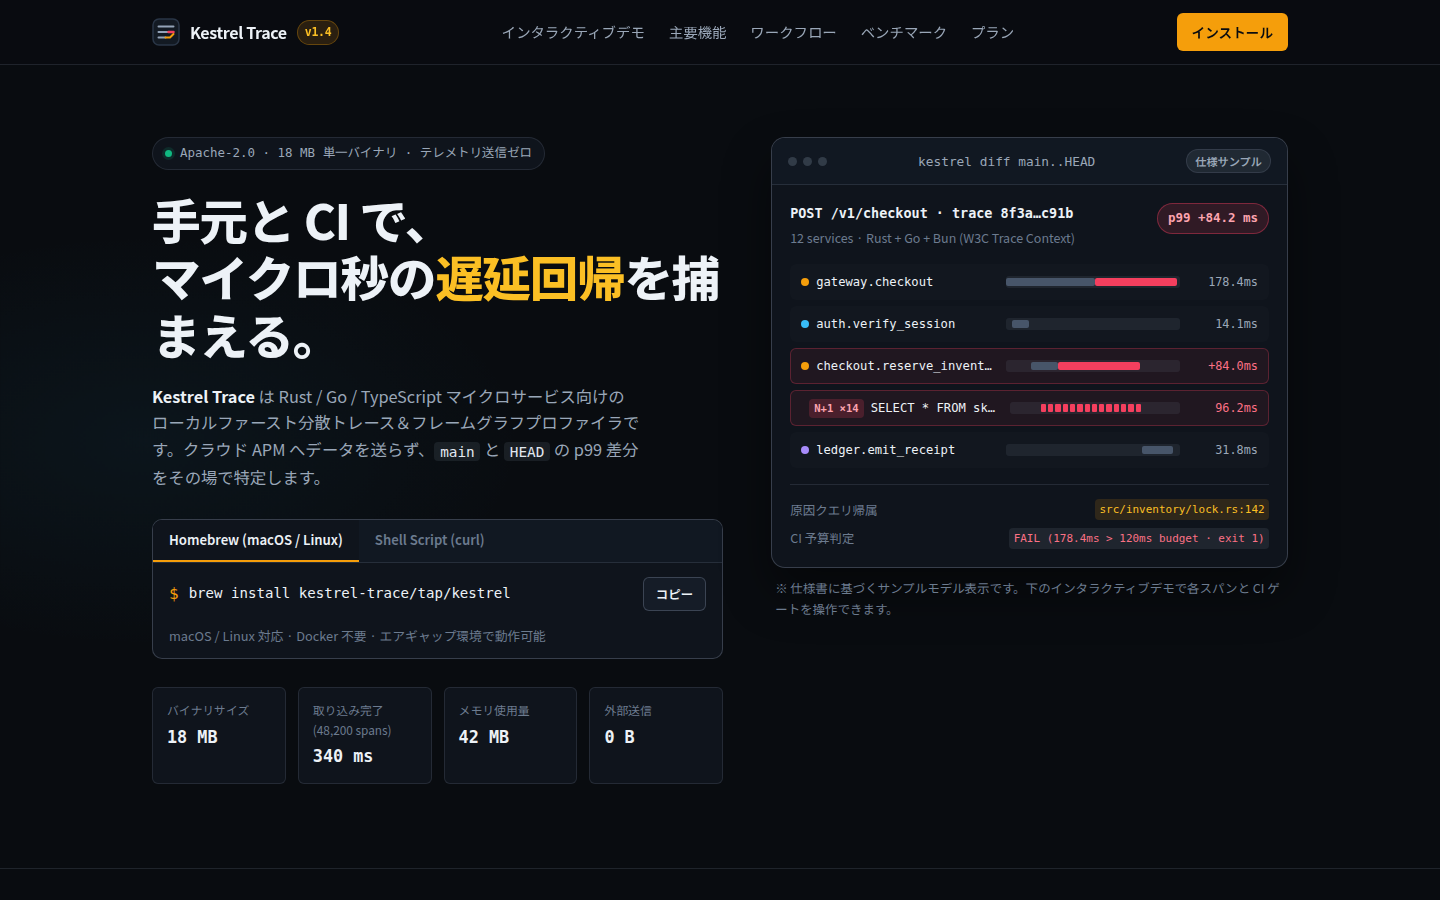 Kestrel Trace v1.4
インタラクティブデモ 主要機能 ワークフロー ベンチマーク プラン
インストール
Apache-2.0 · 18 MB 単一バイナリ · テレメトリ送信ゼロ
手元と CI で、
マイクロ秒の遅延回帰を捕
まえる。
Kestrel Trace は Rust / Go / TypeScript マイクロサービス向けの
ローカルファースト分散トレース＆フレームグラフプロファイラで
す。クラウド APM へデータを送らず、 main と HEAD の p99 差分
をその場で特定します。
Homebrew (macOS / Linux) Shell Script (curl)
$ brew install kestrel-trace/tap/kestrel
コピー
macOS / Linux 対応 · Docker 不要 · エアギャップ環境で動作可能
バイナリサイズ
18 MB
取り込み完了
(48,200 spans)
340 ms
メモリ使用量
42 MB
外部送信
0 B
kestrel diff main..HEAD
仕様サンプル
POST /v1/checkout · trace 8f3a…c91b
p99 +84.2 ms
12 services · Rust + Go + Bun (W3C Trace Context)
gateway.checkout 178.4ms
auth.verify_session 14.1ms
checkout.reserve_invent… +84.0ms
N+1 ×14 SELECT * FROM sk… 96.2ms
ledger.emit_receipt 31.8ms
原因クエリ帰属 src/inventory/lock.rs:142
CI 予算判定 FAIL (178.4ms > 120ms budget · exit 1)
※ 仕様書に基づくサンプルモデル表示です。下のインタラクティブデモで各スパンと CI ゲ
ートを操作できます。